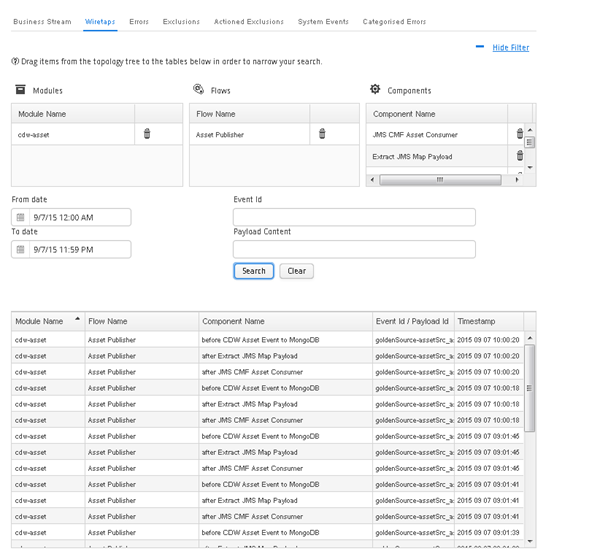 Business Stream Wiretaps Errors Exclusions Actioned Exclusions System Events Categorised Errors
Hide Filter
Drag items from the topology tree to the tables below in order to narrow your search.
Modules Flows Components
Module Name Flow Name Component Name
cdw-asset Asset Publisher JMS CMF Asset Consumer
Extract JMS Map Payload
From date Event Id
9/7/15 12:00 AM
To date Payload Content
9/7/15 11:59 PM
Search Clear
Module Name Flow Name Component Name Event Id / Payload Id Timestamp
cdw-asset Asset Publisher before CDW Asset Event to MongoDB goldenSource-assetSrc_a 2015 09 07 10:00:20
cdw-asset Asset Publisher after Extract JMS Map Payload goldenSource-assetSrc_a 2015 09 07 10:00:20
cdw-asset Asset Publisher after JMS CMF Asset Consumer goldenSource-assetSrc_a 2015 09 07 10:00:20
cdw-asset Asset Publisher before CDW Asset Event to MongoDB goldenSource-assetSrc_a 2015 09 07 10:00:18
cdw-asset Asset Publisher after Extract JMS Map Payload goldenSource-assetSrc_a 2015 09 07 10:00:18
cdw-asset Asset Publisher after JMS CMF Asset Consumer goldenSource-assetSrc_a 2015 09 07 10:00:18
cdw-asset Asset Publisher before CDW Asset Event to MongoDB goldenSource-assetSrc_a 2015 09 07 09:01:45
cdw-asset Asset Publisher after Extract JMS Map Payload goldenSource-assetSrc_a 2015 09 07 09:01:45
cdw-asset Asset Publisher after JMS CMF Asset Consumer goldenSource-assetSrc_a 2015 09 07 09:01:45
cdw-asset Asset Publisher before CDW Asset Event to MongoDB goldenSource-assetSrc_a 2015 09 07 09:01:41
cdw-asset Asset Publisher after Extract JMS Map Payload goldenSource-assetSrc_a 2015 09 07 09:01:41
cdw-asset Asset Publisher after JMS CMF Asset Consumer goldenSource-assetSrc_a 2015 09 07 09:01:41
cdw-asset Asset Publisher before CDW Asset Event to MongoDB goldenSource-assetSrc_a 2015 09 07 09:01:39